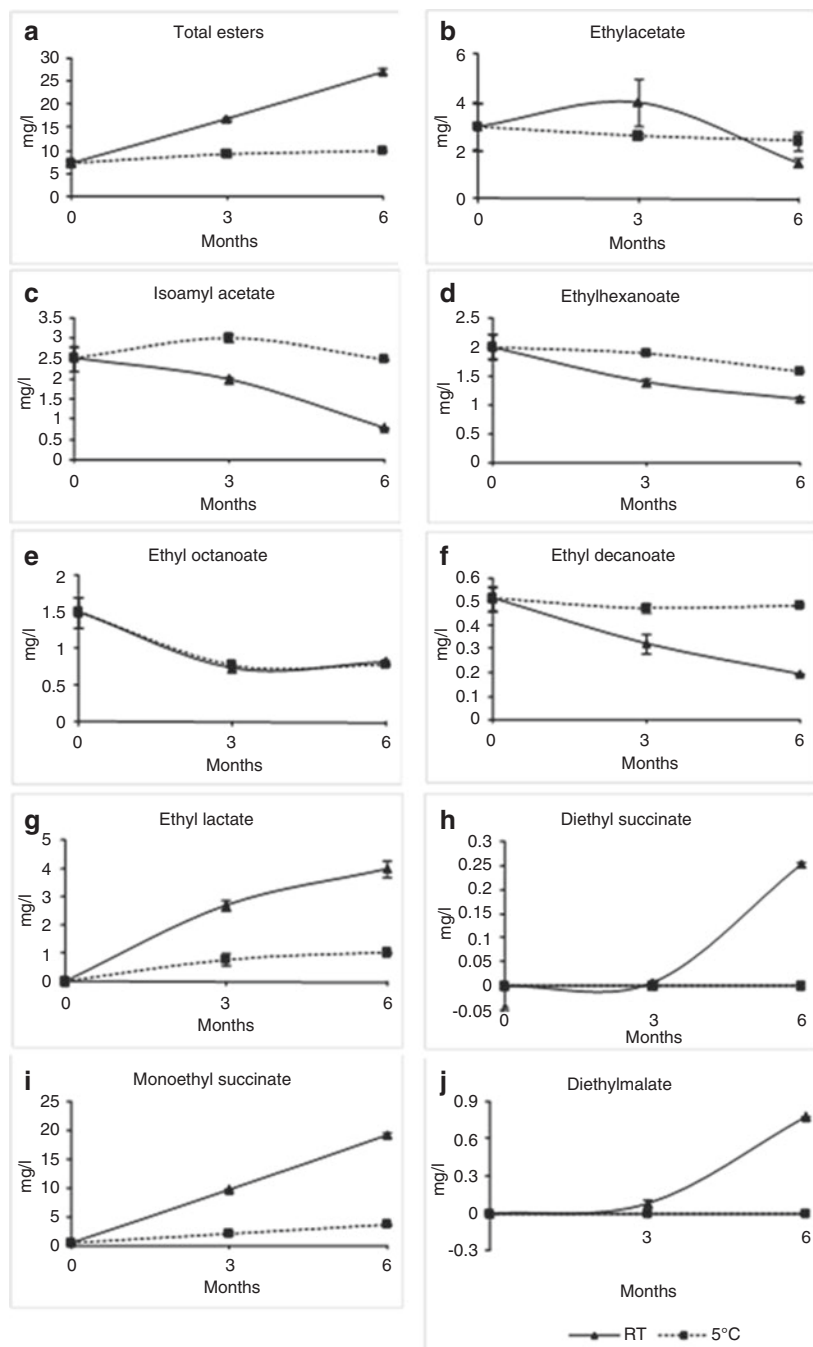 a Total esters
30
25
20
15
10
5
0
mg/l
0 3 6
Months
b Ethylacetate
6
4
2
0
mg/l
0 3 6
Months
c Isoamyl acetate
3.5
3
2.5
2
1.5
1
0.5
0
mg/l
0 3 6
Months
d Ethylhexanoate
2.5
2
1.5
1
0.5
0
mg/l
0 3 6
Months
e Ethyl octanoate
2
1.5
1
0.5
0
mg/l
0 3 6
Months
f Ethyl decanoate
0.6
0.5
0.4
0.3
0.2
0.1
0
mg/l
0 3 6
Months
g Ethyl lactate
5
4
3
2
1
0
mg/l
0 3 6
Months
h Diethyl succinate
0.3
0.25
0.2
0.15
0.1
0.05
0
-0.05
mg/l
0 3 6
Months
i Monoethyl succinate
25
20
15
10
5
0
mg/l
0 3 6
Months
j Diethylmalate
0.9
0.6
0.3
0
-0.3
mg/l
3 6
Months
RT 5°C